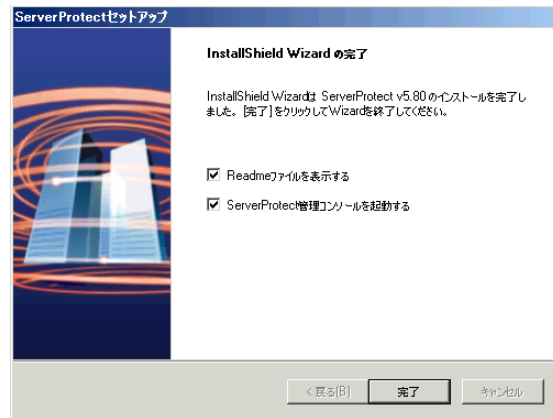 ServerProtectセットアップ
InstallShield Wizard の完了
InstallShield Wizardは ServerProtect v5.80 のインストールを完了し
ました。[完了]をクリックしてWizardを終了してください。
Readmeファイルを表示する
ServerProtect管理コンソールを起動する
< 戻る(B)
完了
キャンセル